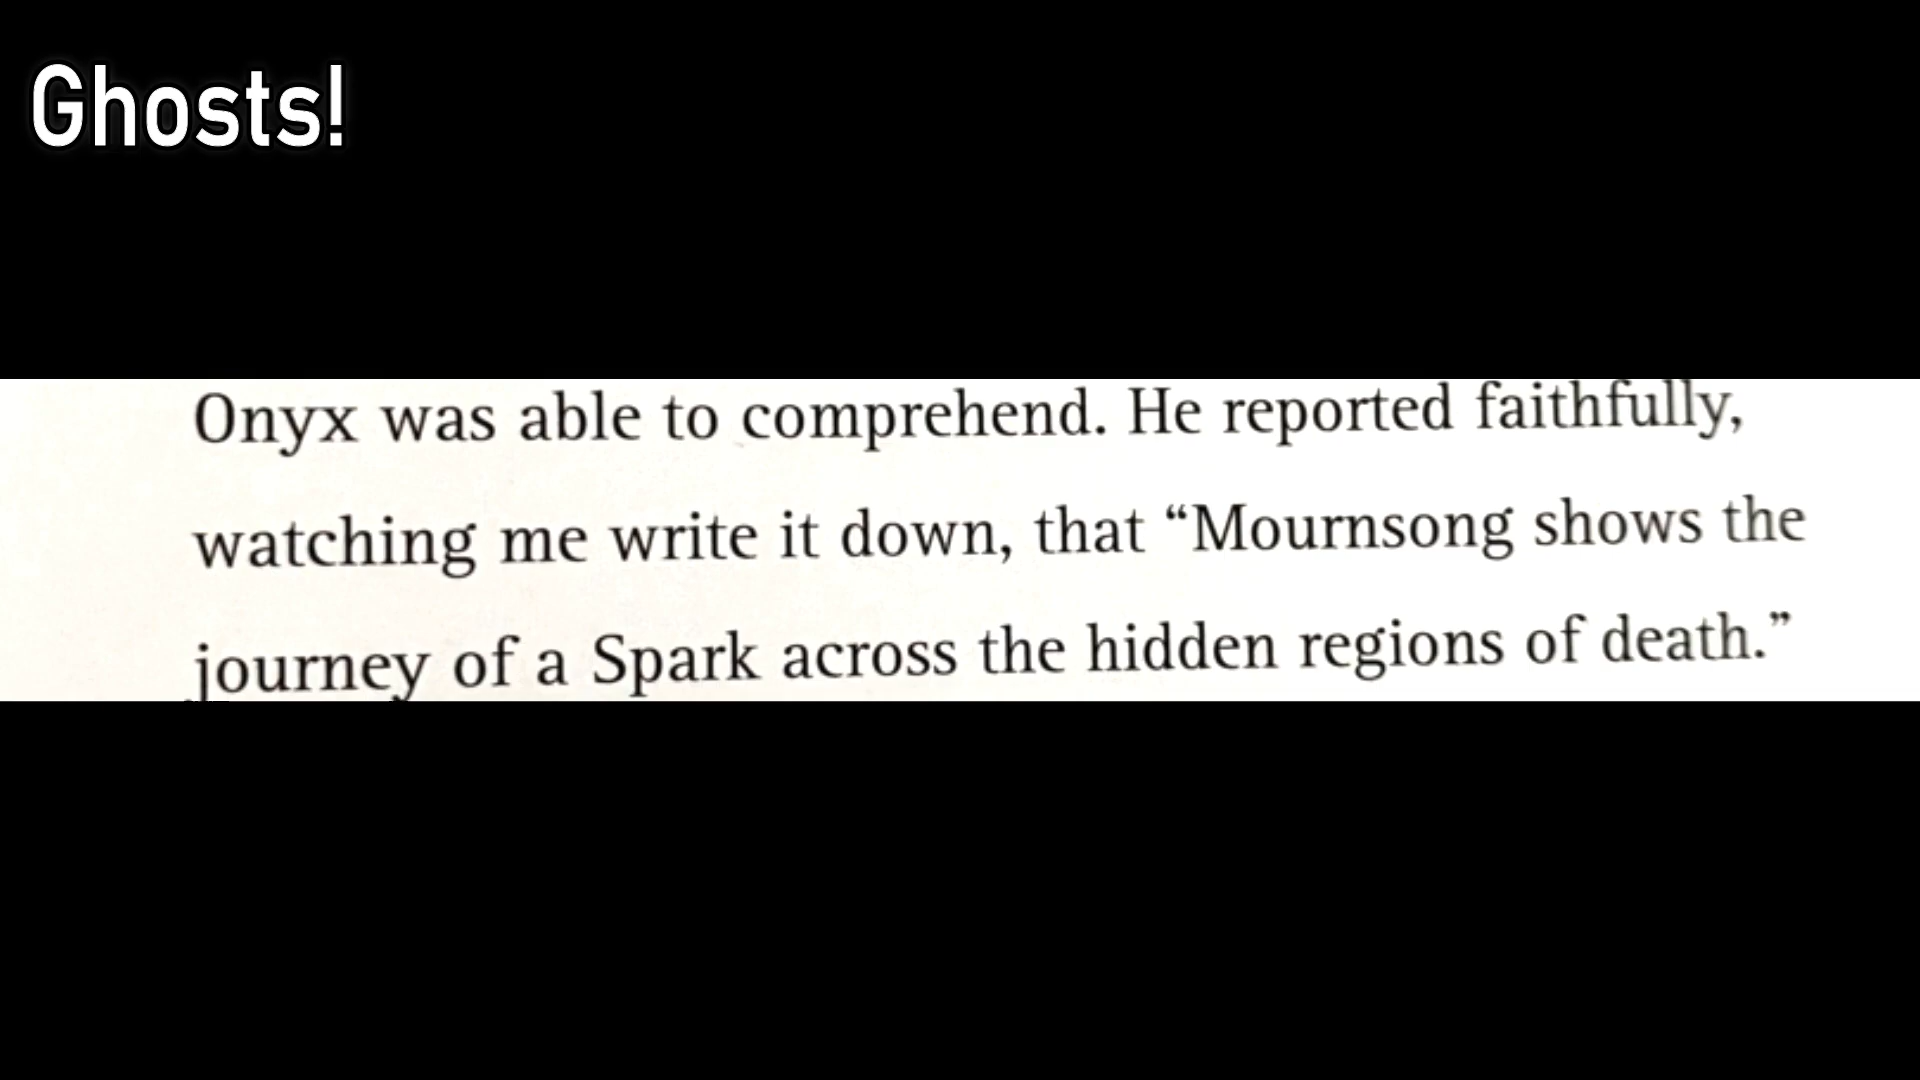 Ghosts!
Onyx was able to comprehend. He reported faithfully,
watching me write it down, that “Mournsong shows the
journey of a Spark across the hidden regions of death.”